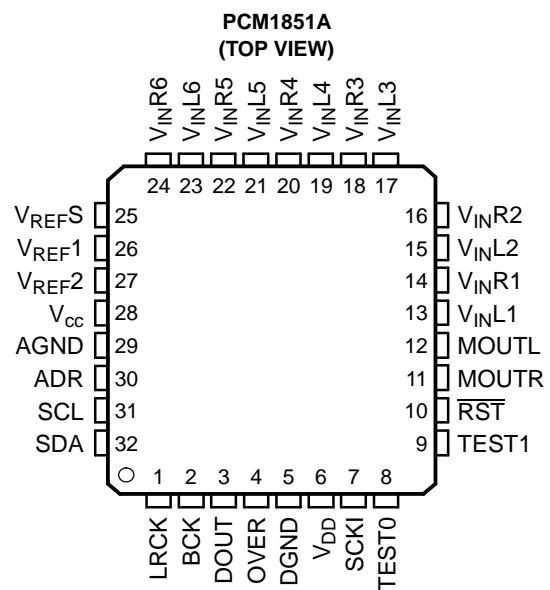 PCM1851A
(TOP VIEW)
VINR6
VINL6
VINR5
VINL5
VINR4
VINL4
VINR3
VINL3
24 23 22 21 20 19 18 17
VREFS 25
VREF1 26
VREF2 27
Vcc 28
AGND 29
ADR 30
SCL 31
SDA 32
16 VINR2
15 VINL2
14 VINR1
13 VINL1
12 MOUTL
11 MOUTR
10 RST
9 TEST1
1 2 3 4 5 6 7 8
LRCK
BCK
DOUT
OVER
DGND
VDD
SCKI
TEST0